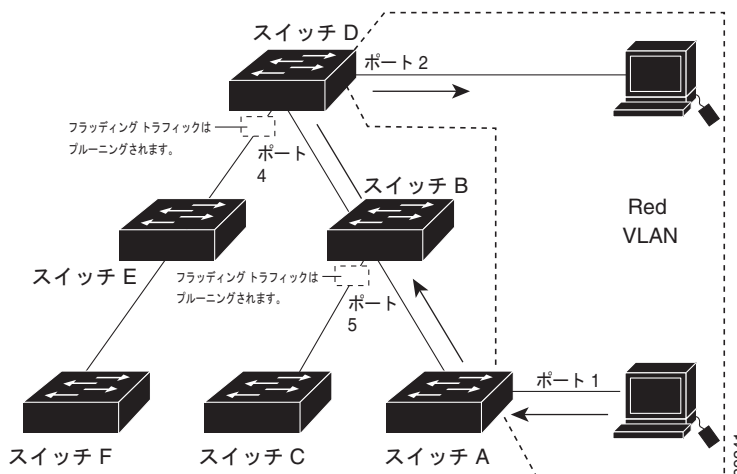 スイッチ D
ポート 2
フラッディング トラフィックは
プルーニングされます。
ポート
4
スイッチ B
Red
VLAN
スイッチ E
フラッディング トラフィックは
プルーニングされます。
ポート
5
ポート 1
スイッチ F
スイッチ C
スイッチ A